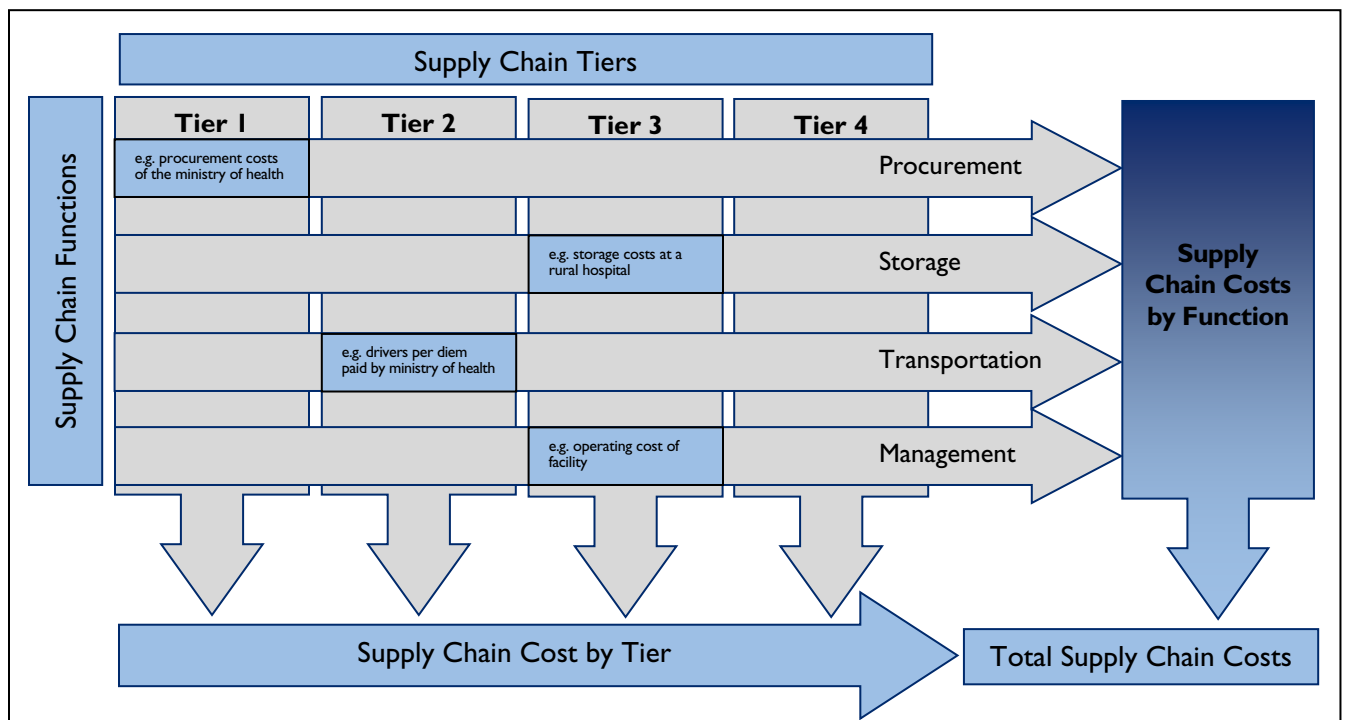 Supply Chain Tiers
Supply Chain Functions
Tier 1
Tier 2
Tier 3
Tier 4
e.g. procurement costs
of the ministry of health
Procurement
e.g. storage costs at a
rural hospital
Storage
e.g. drivers per diem
paid by ministry of health
Transportation
e.g. operating cost of
facility
Management
Supply
Chain Costs
by Function
Supply Chain Cost by Tier
Total Supply Chain Costs